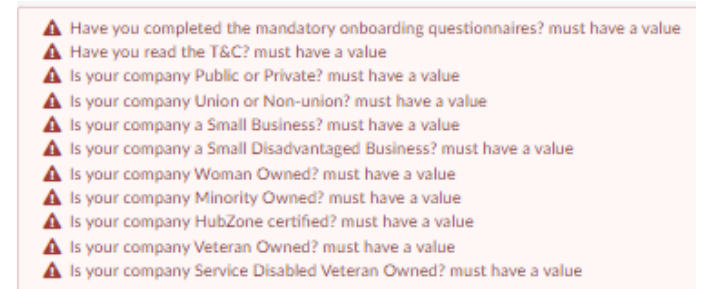 Have you completed the mandatory onboarding questionnaires? must have a value
Have you read the T&C? must have a value
Is your company Public or Private? must have a value
Is your company Union or Non-union? must have a value
Is your company a Small Business? must have a value
Is your company a Small Disadvantaged Business? must have a value
Is your company Woman Owned? must have a value
Is your company Minority Owned? must have a value
Is your company HubZone certified? must have a value
Is your company Veteran Owned? must have a value
Is your company Service Disabled Veteran Owned? must have a value